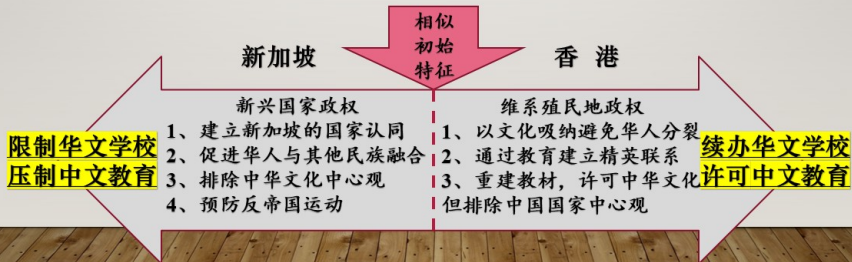 相似
初始
特征
新加坡
香 港
新兴国家政权
1、 建立新加坡的国家认同
2、 促进华人与其他民族融合
3、 排除中华文化中心观
4、 预防反帝国运动
维系殖民地政权
1、 以文化吸纳避免华人分裂
2、 通过教育建立精英联系
3、 重建教材，许可中华文化
但排除中国国家中心观
限制华文学校
压制中文教育
续办华文学校
许可中文教育